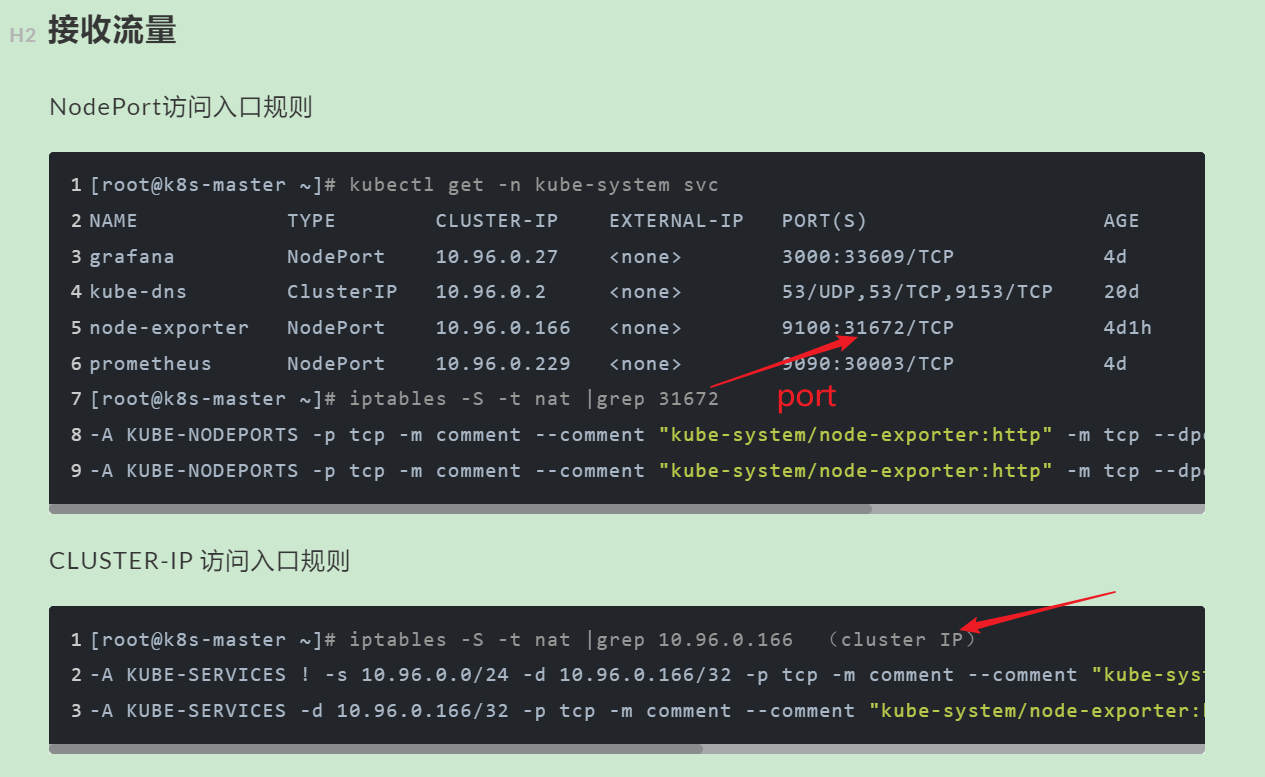 H2 接收流量
NodePort访问入口规则
1 [root@k8s-master ~]# kubectl get -n kube-system svc
2 NAME TYPE CLUSTER-IP EXTERNAL-IP PORT(S) AGE
3 grafana NodePort 10.96.0.27 <none> 3000:33609/TCP 4d
4 kube-dns ClusterIP 10.96.0.2 <none> 53/UDP,53/TCP,9153/TCP 20d
5 node-exporter NodePort 10.96.0.166 <none> 9100:31672/TCP 4d1h
6 prometheus NodePort 10.96.0.229 <none> 9090:30003/TCP 4d
7 [root@k8s-master ~]# iptables -S -t nat |grep 31672
port
8 -A KUBE-NODEPORTS -p tcp -m comment --comment "kube-system/node-exporter:http" -m tcp --dp
9 -A KUBE-NODEPORTS -p tcp -m comment --comment "kube-system/node-exporter:http" -m tcp --dp
CLUSTER-IP 访问入口规则
1 [root@k8s-master ~]# iptables -S -t nat |grep 10.96.0.166 （cluster IP）
2 -A KUBE-SERVICES ! -s 10.96.0.0/24 -d 10.96.0.166/32 -p tcp -m comment --comment "kube-sys
3 -A KUBE-SERVICES -d 10.96.0.166/32 -p tcp -m comment --comment "kube-system/node-exporter: